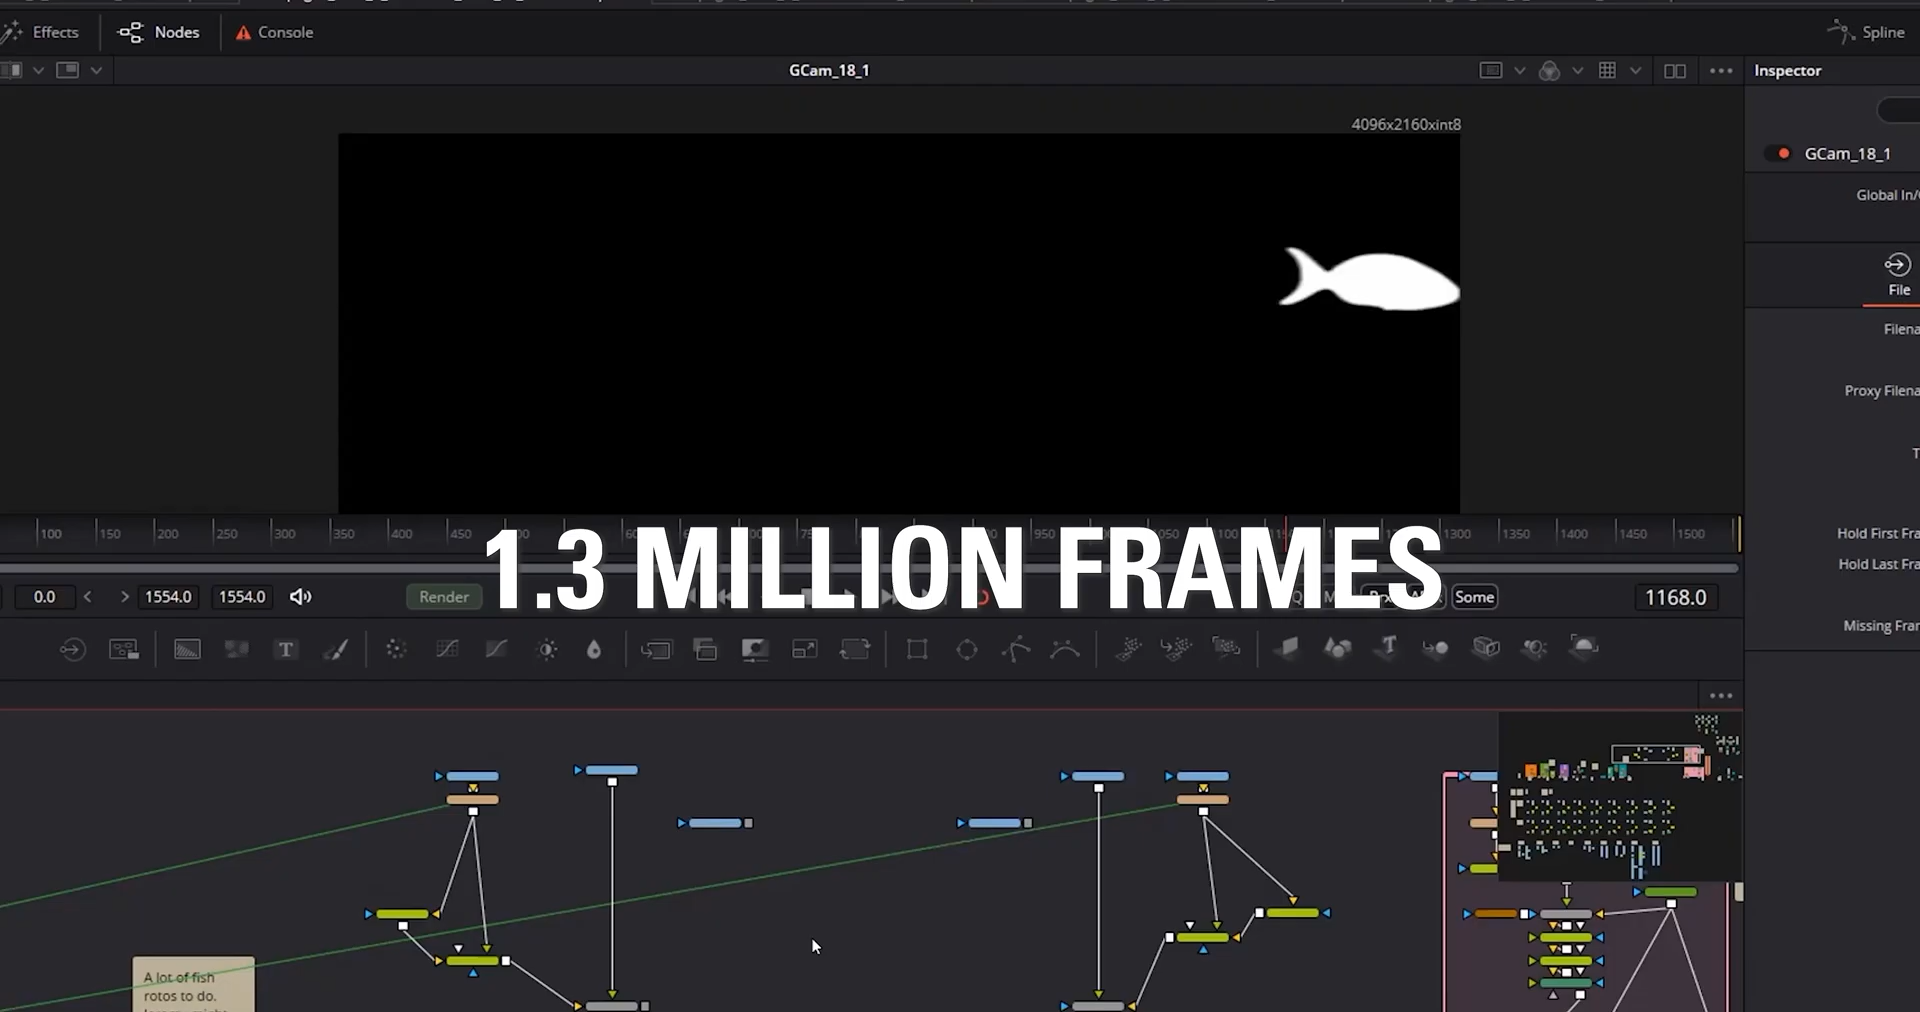 Effects
Nodes
Console
Spline
GCam_18_1
Inspector
4096x2160xint8
GCam_18_1
Global In/
File
Filena
Proxy Filena
T
100 150 200 250 300 350 400 450 950 1300 1350 1400 1450 1500
1.3 MILLION FRAMES
Hold First Fra
Hold Last Fra
0.0 < > 1554.0 1554.0 Render Some 1168.0
Missing Fran
T
A lot of fish
rotos to do.